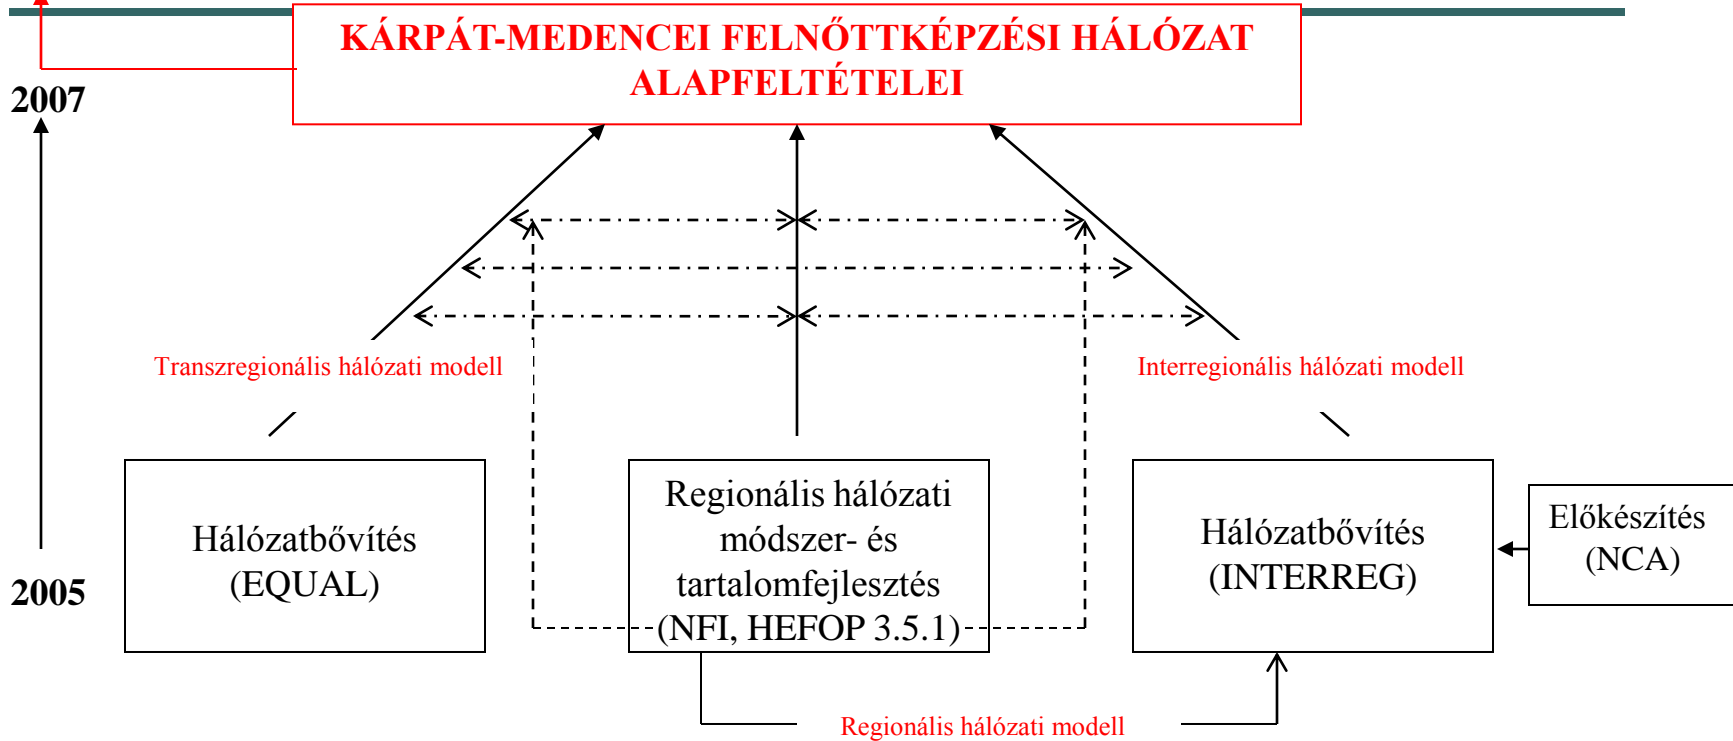 KÁRPÁT-MEDENCEI FELNŐTTKÉPZÉSI HÁLÓZAT
ALAPFELTÉTELEI
2007
Transzregionális hálózati modell
Interregionális hálózati modell
Hálózatbővítés
(EQUAL)
Regionális hálózati
módszer- és
tartalomfejlesztés
(NFI, HEFOP 3.5.1)
Hálózatbővítés
(INTERREG)
Előkészítés
(NCA)
2005
Regionális hálózati modell